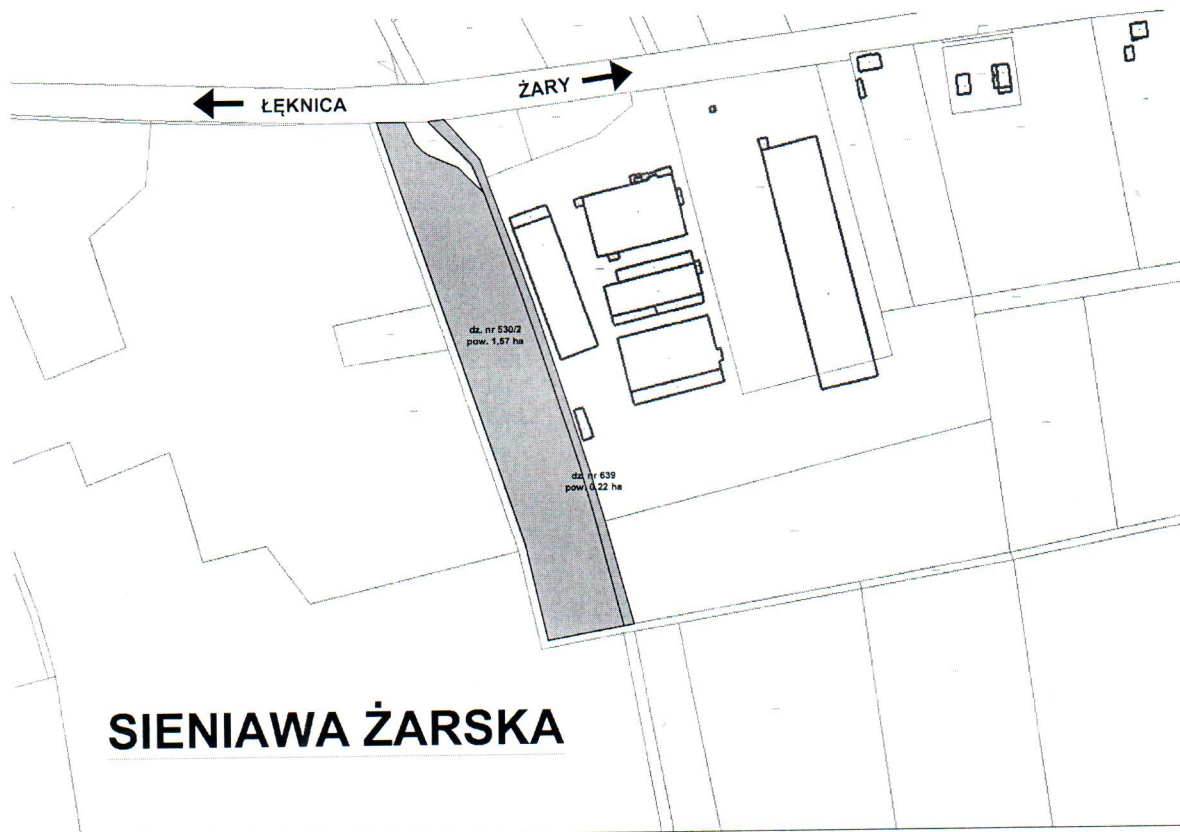 ŻARY
ŁĘKNICA
dz. nr 530/2
pow. 1,57 ha
dz. nr 639
pow. 0,22 ha
SIENIAWA ŻARSKA